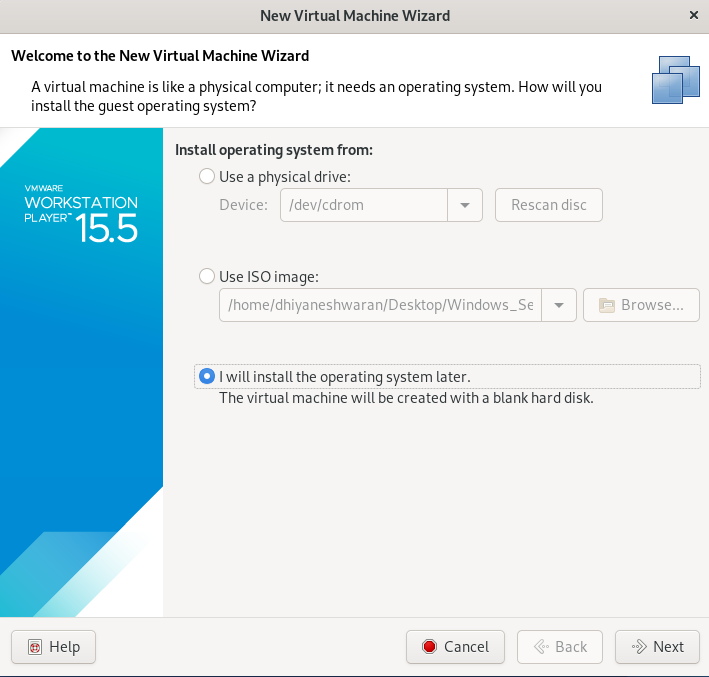 New Virtual Machine Wizard
Welcome to the New Virtual Machine Wizard
A virtual machine is like a physical computer; it needs an operating system. How will you
install the guest operating system?
VMWARE
WORKSTATION
PLAYER™ 15.5
Install operating system from:
Use a physical drive:
Device: /dev/cdrom Rescan disc
Use ISO image:
/home/dhiyaneshwaran/Desktop/Windows_Se Browse...
I will install the operating system later.
The virtual machine will be created with a blank hard disk.
Help Cancel Back Next